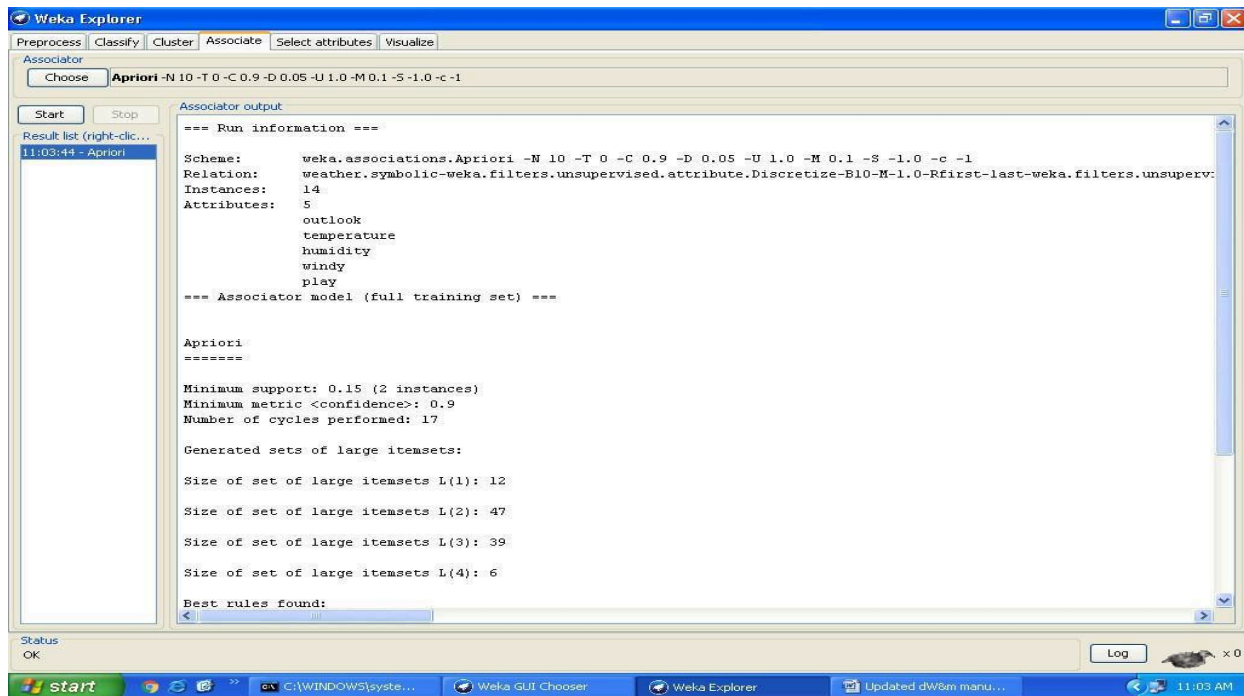 Weka Explorer
Preprocess Classify Cluster Associate Select attributes Visualize
Associator
Choose Apriori -N 10 -T 0 -C 0.9 -D 0.05 -U 1.0 -M 0.1 -S -1.0 -c -1
Start Stop
Result list (right-clic...
11:03:44 - Apriori
Associator output
=== Run information ===
Scheme: weka.associations.Apriori -N 10 -T 0 -C 0.9 -D 0.05 -U 1.0 -M 0.1 -S -1.0 -c -1
Relation: weather.symbolic-weka.filters.unsupervised.attribute.Discretize-B10-M-1.0-Rfirst-last-weka.filters.unsuperv:
Instances: 14
Attributes: 5
outlook
temperature
humidity
windy
play
=== Associator model (full training set) ===
Apriori
=======
Minimum support: 0.15 (2 instances)
Minimum metric <confidence>: 0.9
Number of cycles performed: 17
Generated sets of large itemsets:
Size of set of large itemsets L(1): 12
Size of set of large itemsets L(2): 47
Size of set of large itemsets L(3): 39
Size of set of large itemsets L(4): 6
Best rules found:
Status
OK
Log x 0
start C:\WINDOWS\syste... Weka GUI Chooser Weka Explorer Updated dW&m manu... 11:03 AM